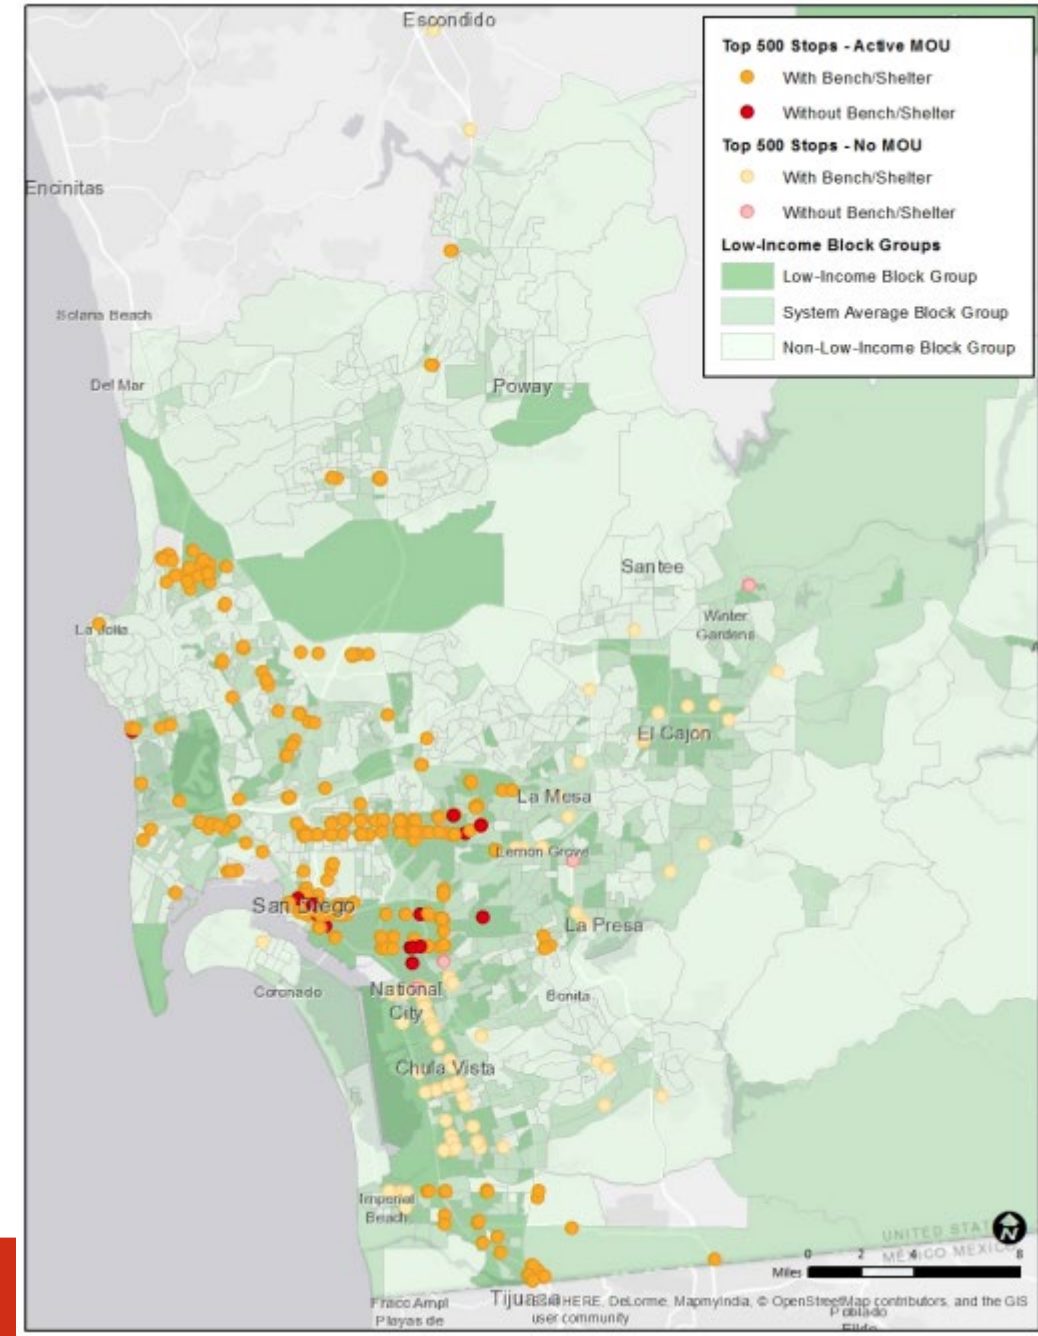 Escondido
Top 500 Stops - Active MOU
With Bench/Shelter
Without Bench/Shelter
Top 500 Stops - No MOU
With Bench/Shelter
Without Bench/Shelter
Low-Income Block Groups
Low-Income Block Group
System Average Block Group
Non-Low-Income Block Group
Encinitas
Solana Beach
Del Mar
Poway
Santee
Winter
Gardens
La Jolla
El Cajon
La Mesa
Lemon Grove
San Diego
La Presa
Coronado
National
City
Bonita
Chula Vista
Imperial
Beach
N
UNITED STAT
MÉXICO MEXICO
0 2 4 8
Miles
Tijuana
HERE, DeLorme, MapmyIndia, © OpenStreetMap contributors, and the GIS
user community
Fracc Ampl
Playas de
Poblado